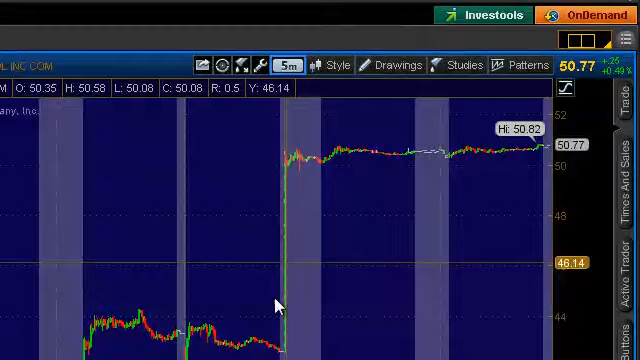 Investools OnDemand
OL INC COM
5m Style Drawings Studies Patterns 50.77 +.25
+0.49%
M O: 50.35 H: 50.58 L: 50.08 C: 50.08 R: 0.5 Y: 46.14
any, Inc.
52
Hi: 50.82
50.77
50
48
46.14
44
Trade
Times And Sales
Active Trader
Buttons